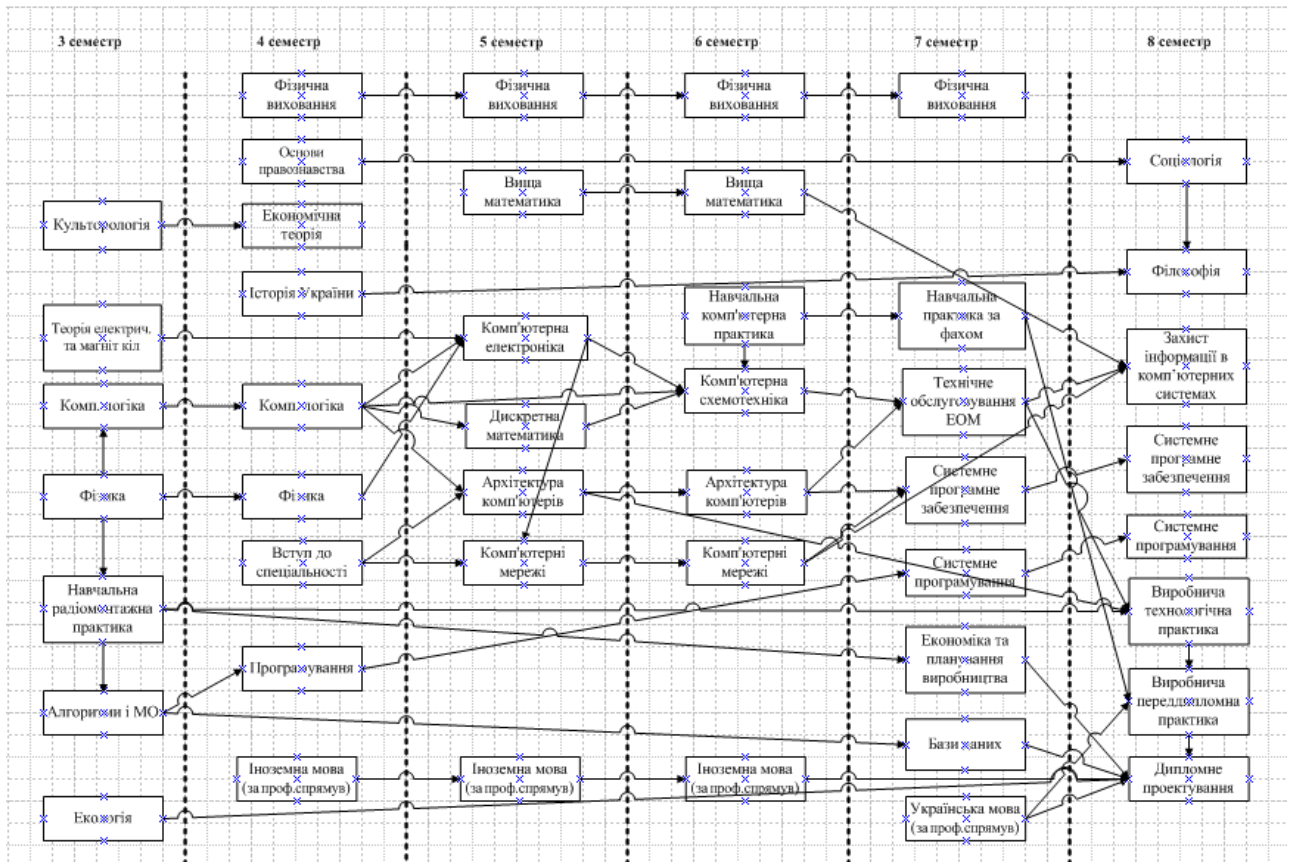 3 семестр
4 семестр
5 семестр
6 семестр
7 семестр
8 семестр
Культорологія
Теорія електрич.
та магніт кіл
Комп.логіка
Фізика
Навчальна
радіомонтажна
практика
Алгоритми і МО
Екологія
Фізична
виховання
Основи
правознавства
Економічна
теорія
Історія України
Комп.логіка
Фізика
Вступ до
спеціальності
Програмування
Іноземна мова
(за проф.спрямув)
Фізична
виховання
Вища
математика
Комп'ютерна
електроніка
Дискретна
математика
Архітектура
комп'ютерів
Комп'ютерні
мережі
Іноземна мова
(за проф.спрямув)
Фізична
виховання
Вища
математика
Навчальна
комп'ютерна
практика
Комп'ютерна
схемотехніка
Архітектура
комп'ютерів
Комп'ютерні
мережі
Іноземна мова
(за проф.спрямув)
Фізична
виховання
Навчальна
практика за
фахом
Технічне
обслуговування
ЕОМ
Системне
програмне
забезпечення
Системне
програмування
Економіка та
планування
виробництва
Бази даних
Українська мова
(за проф.спрямув)
Соціологія
Філософія
Захист
інформації в
комп’ютерних
системах
Системне
програмне
забезпечення
Системне
програмування
Виробнича
технологічна
практика
Виробнича
переддипломна
практика
Дипломне
проектування